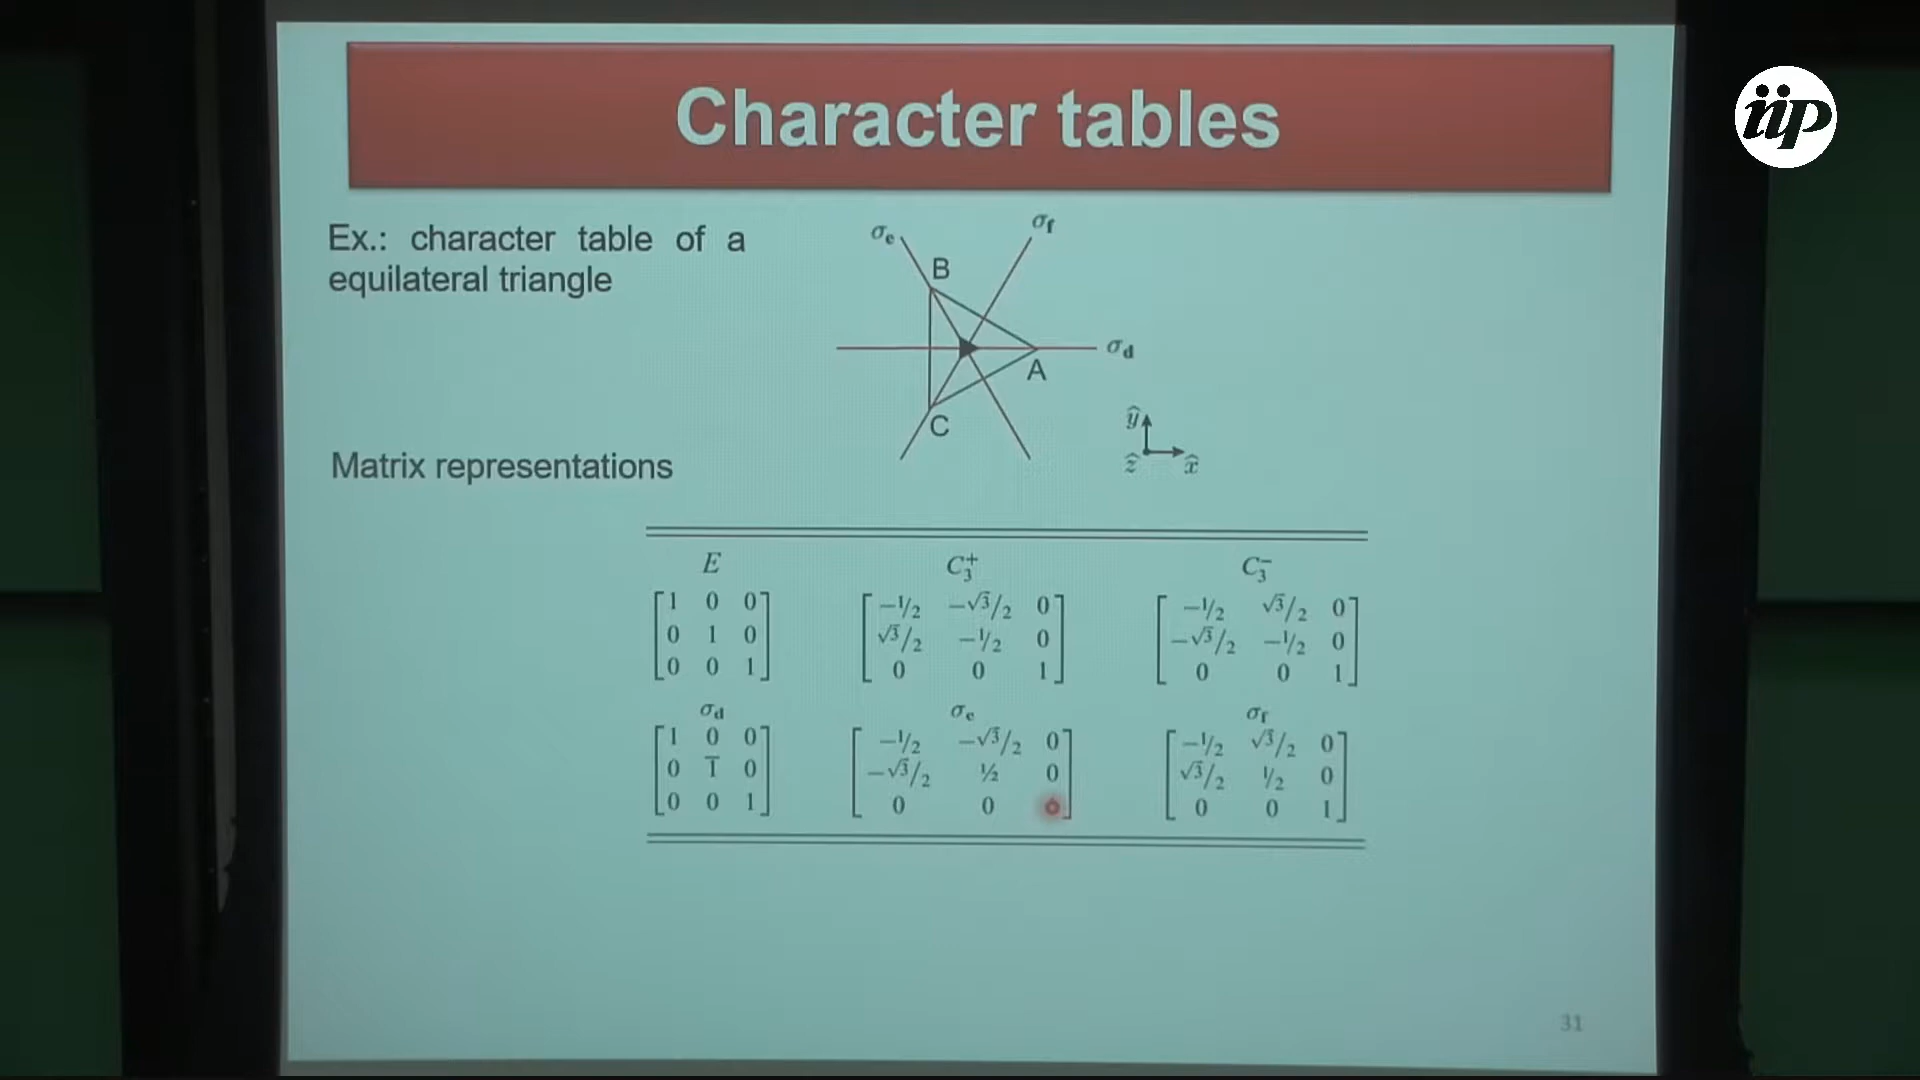 Character tables
iip
Ex.: character table of a
equilateral triangle
σe
σf
B
σd
A
C
ŷ
ẑ
x̂
Matrix representations
E C₃⁺ C₃⁻
[1 0 0] [-1/2 -√3/2 0] [-1/2 √3/2 0]
[0 1 0] [√3/2 -1/2 0] [-√3/2 -1/2 0]
[0 0 1] [0 0 1] [0 0 1]
σd σe σf
[1 0 0] [-1/2 -√3/2 0] [-1/2 √3/2 0]
[0 1̅ 0] [-√3/2 1/2 0] [√3/2 1/2 0]
[0 0 1] [0 0 ] [0 0 1]
31